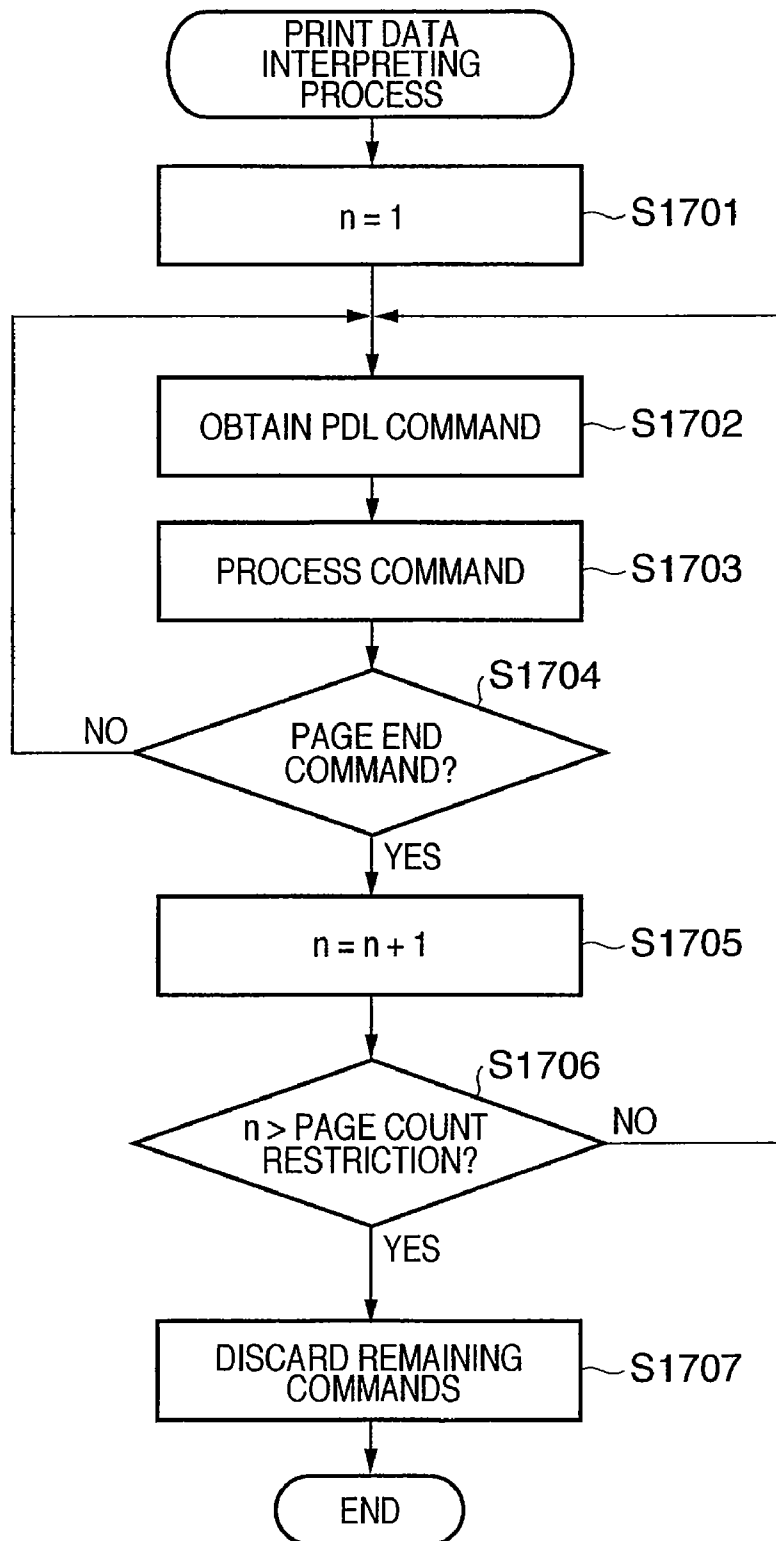 PRINT DATA
INTERPRETING
PROCESS
n = 1
S1701
OBTAIN PDL COMMAND
S1702
PROCESS COMMAND
S1703
S1704
NO
PAGE END
COMMAND?
YES
n = n + 1
S1705
S1706
n > PAGE COUNT
RESTRICTION?
NO
YES
DISCARD REMAINING
COMMANDS
S1707
END